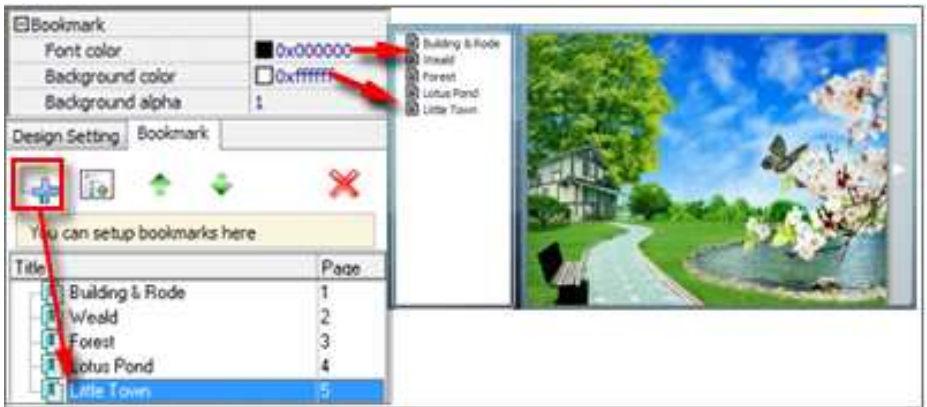 Bookmark
Font color 0x000000
Background color 0xffffff
Background alpha 1
Design Setting Bookmark
You can setup bookmarks here
Title Page
Building & Rode 1
Weald 2
Forest 3
Lotus Pond 4
Little Town 5
Building & Rode
Weald
Forest
Lotus Pond
Little Town